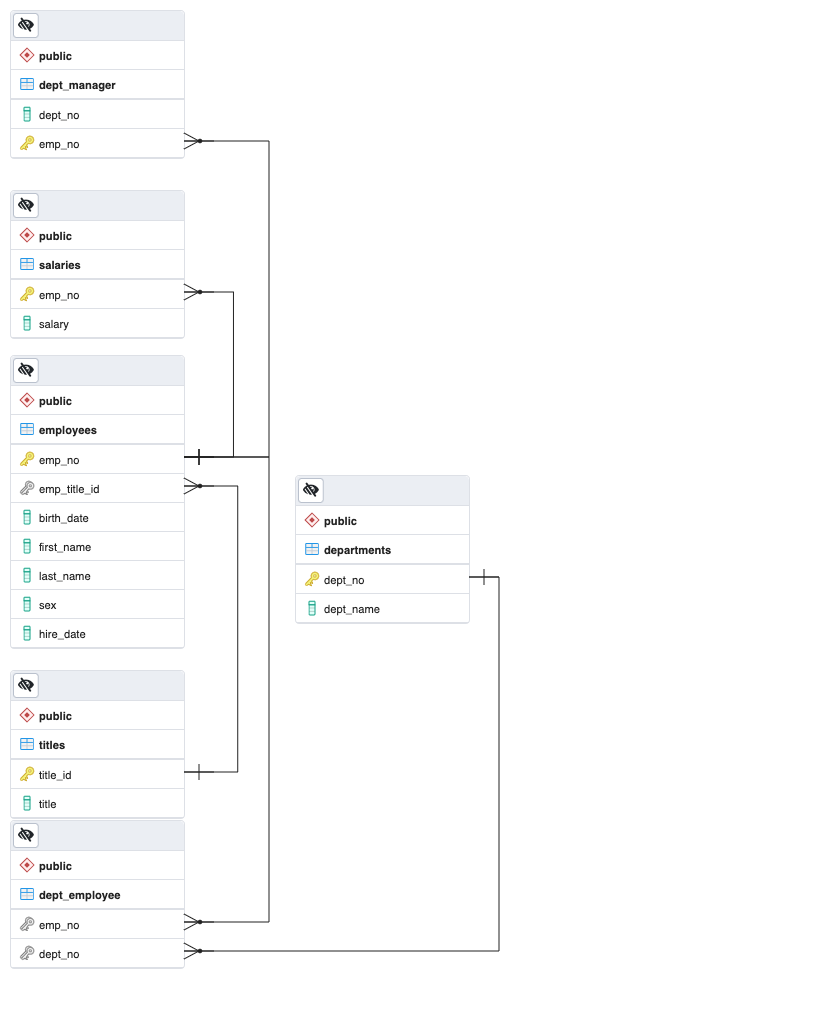 public
dept_manager
dept_no
emp_no
public
salaries
emp_no
salary
public
employees
emp_no
emp_title_id
birth_date
first_name
last_name
sex
hire_date
public
departments
dept_no
dept_name
public
titles
title_id
title
public
dept_employee
emp_no
dept_no